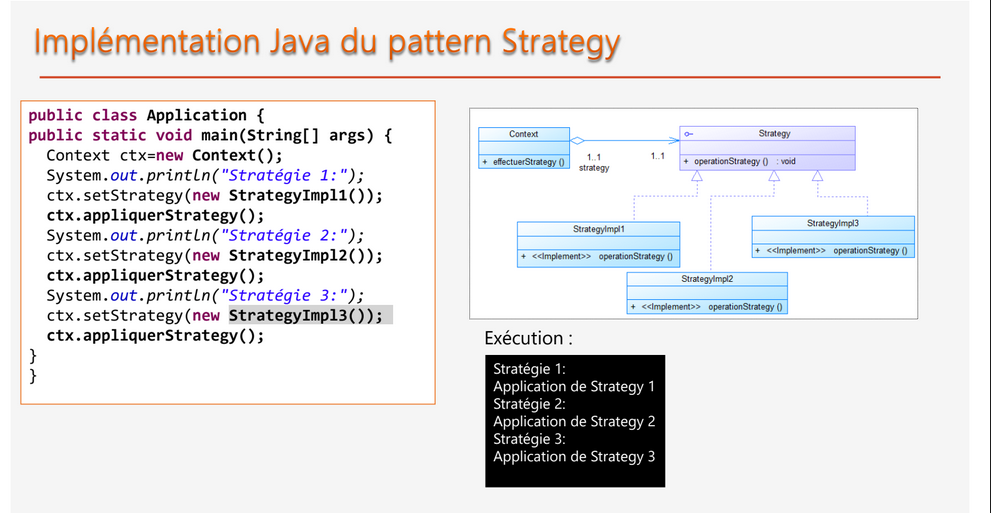 Implémentation Java du pattern Strategy
public class Application {
public static void main(String[] args) {
Context ctx=new Context();
System.out.println("Stratégie 1:");
ctx.setStrategy(new StrategyImpl1());
ctx.appliquerStrategy();
System.out.println("Stratégie 2:");
ctx.setStrategy(new StrategyImpl2());
ctx.appliquerStrategy();
System.out.println("Stratégie 3:");
ctx.setStrategy(new StrategyImpl3());
ctx.appliquerStrategy();
}
}
Context
+ effectuerStrategy ()
1..1
strategy
1..1
Strategy
+ operationStrategy () : void
StrategyImpl1
+ <<Implement>> operationStrategy ()
StrategyImpl3
+ <<Implement>> operationStrategy ()
StrategyImpl2
+ <<Implement>> operationStrategy ()
Exécution :
Stratégie 1:
Application de Strategy 1
Stratégie 2:
Application de Strategy 2
Stratégie 3:
Application de Strategy 3